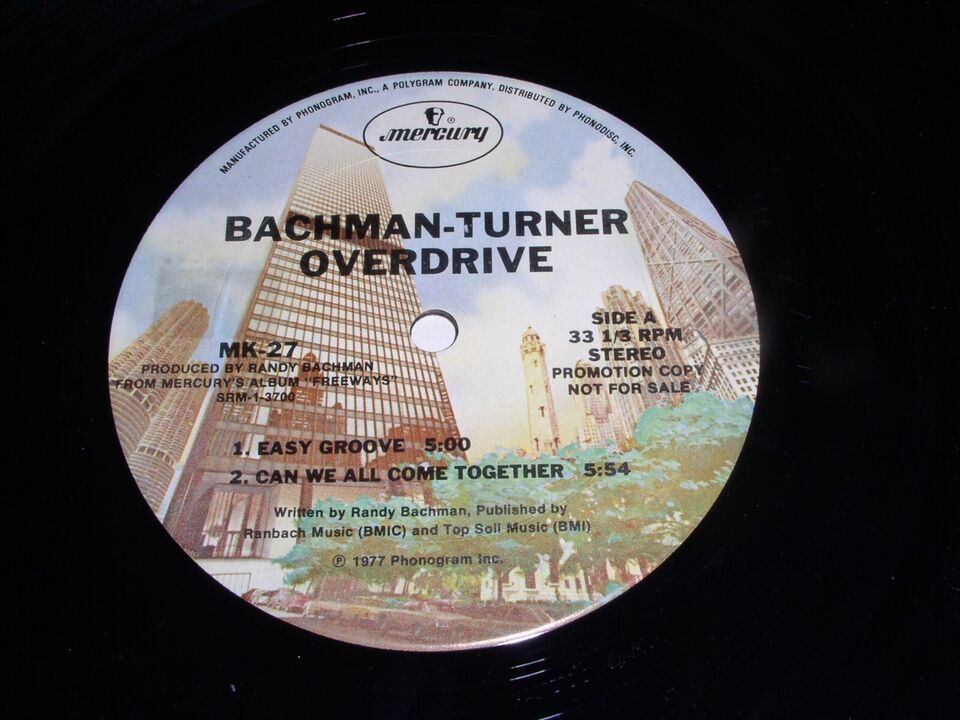 MANUFACTURED BY PHONOGRAM, INC., A POLYGRAM COMPANY. DISTRIBUTED BY PHONODISC, INC.
mercury ®
BACHMAN-TURNER
OVERDRIVE
MK-27
PRODUCED BY RANDY BACHMAN
FROM MERCURY'S ALBUM "FREEWAYS"
SRM-1-3700
SIDE A
33 1/3 RPM
STEREO
PROMOTION COPY
NOT FOR SALE
1. EASY GROOVE 5:00
2. CAN WE ALL COME TOGETHER 5:54
Written by Randy Bachman, Published by
Ranbach Music (BMIC) and Top Soil Music (BMI)
℗ 1977 Phonogram Inc.